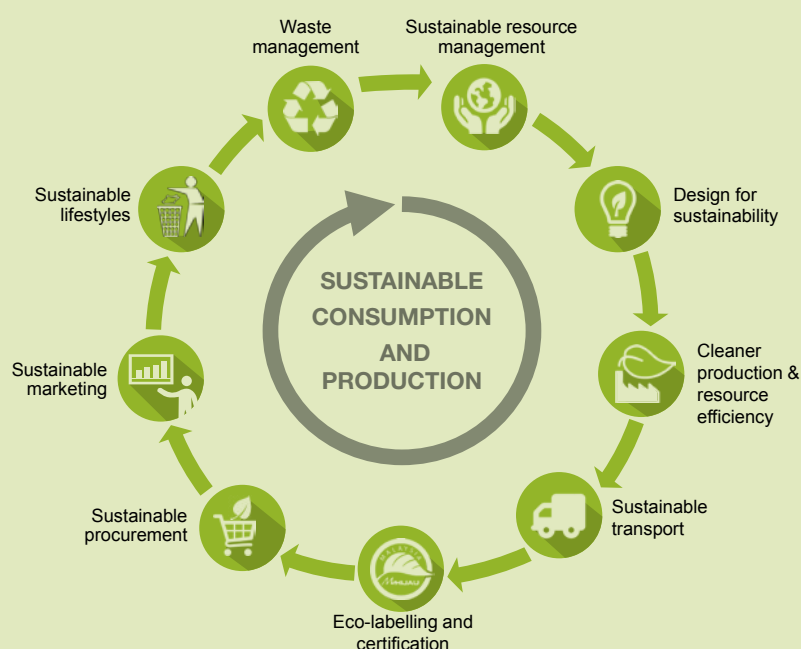 Waste
management
Sustainable resource
management
Design for
sustainability
Cleaner
production &
resource
efficiency
Sustainable
transport
MALAYSIA
Eco-labelling and
certification
Sustainable
procurement
Sustainable
marketing
Sustainable
lifestyles
SUSTAINABLE
CONSUMPTION
AND
PRODUCTION